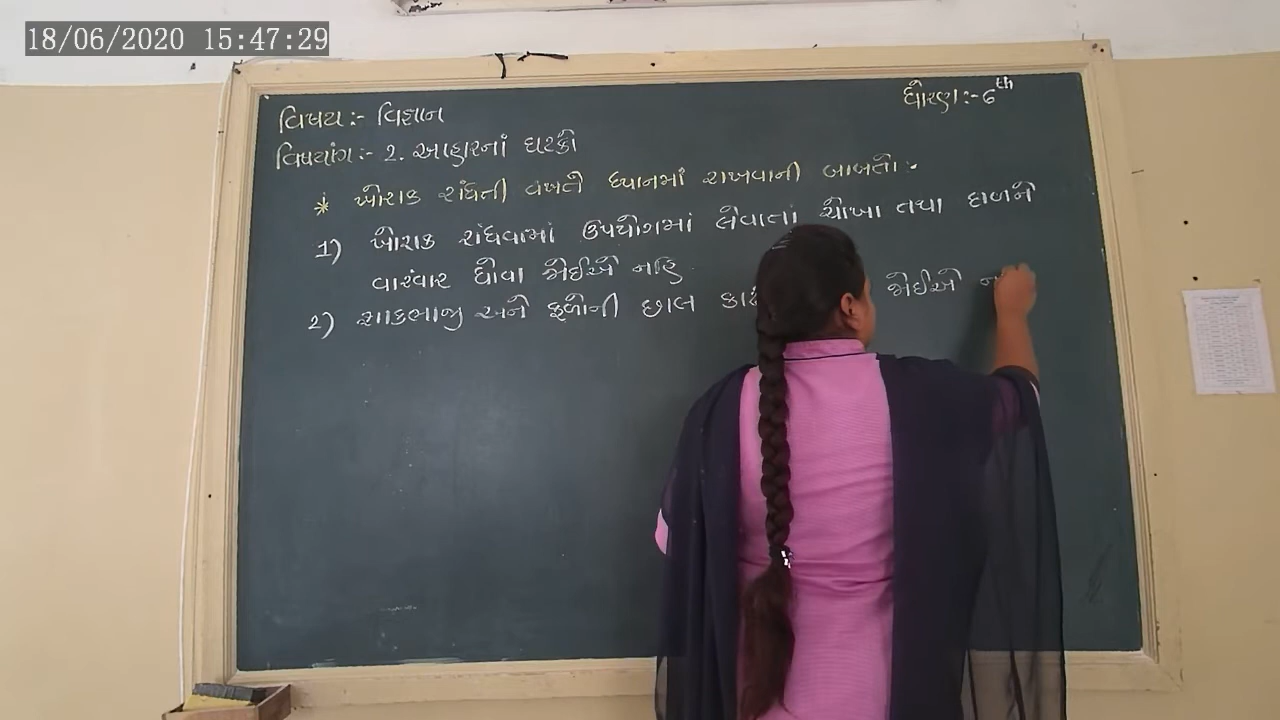 18/06/2020 15:47:29
ધોરણ:-૬th
વિષય:- વિજ્ઞાન
વિષયાંગ:- 2. આહારનાં ઘટકો
* ખોરાક રાંધતી વખતે ધ્યાનમાં રાખવાની બાબતો:-
1) ખોરાક રાંધવામાં ઉપયોગમાં લેવાતાં ચોખા તથા દાળને
વારંવાર ધોવા જોઈએ નહિ.
2) શાકભાજી અને ફળોની છાલ જોઈએ